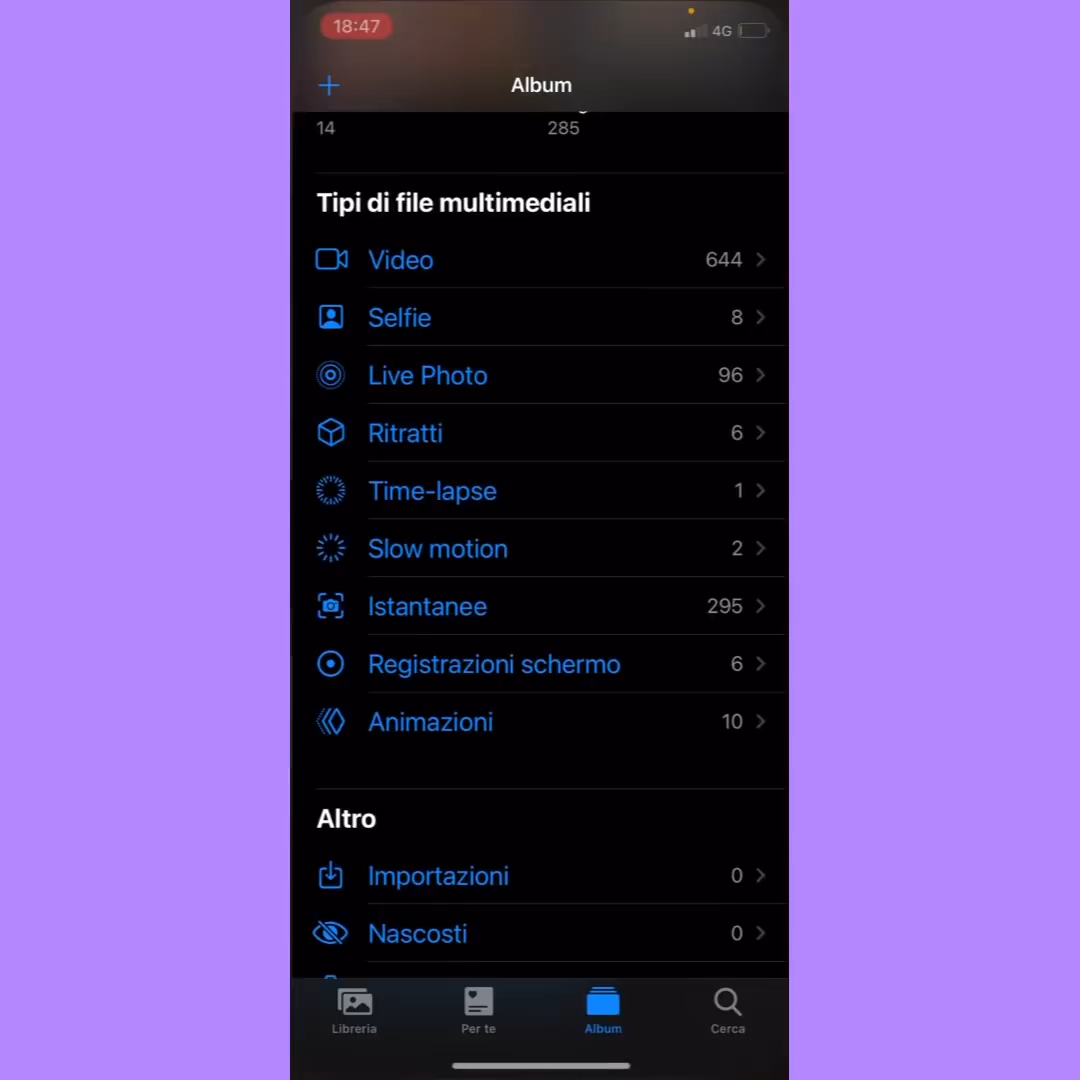 18:47
4G
Album
14 285
Tipi di file multimediali
Video 644
Selfie 8
Live Photo 96
Ritratti 6
Time-lapse 1
Slow motion 2
Istantanee 295
Registrazioni schermo 6
Animazioni 10
Altro
Importazioni 0
Nascosti 0
Libreria Per te Album Cerca